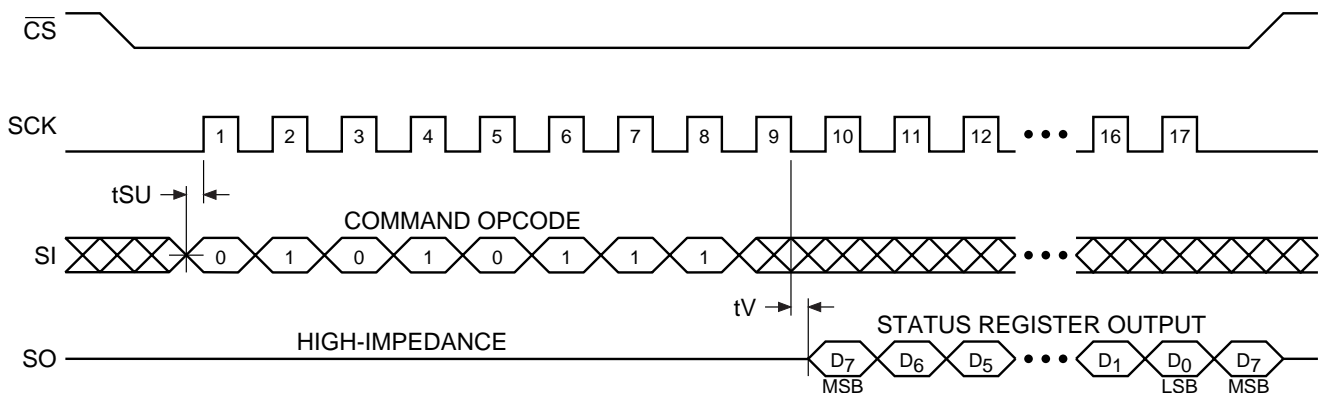 CS
SCK 1 2 3 4 5 6 7 8 9 10 11 12 ••• 16 17
tSU
COMMAND OPCODE
SI 0 1 0 1 0 1 1 1 •••
tV
HIGH-IMPEDANCE STATUS REGISTER OUTPUT
SO D7 D6 D5 ••• D1 D0 D7
MSB LSB MSB